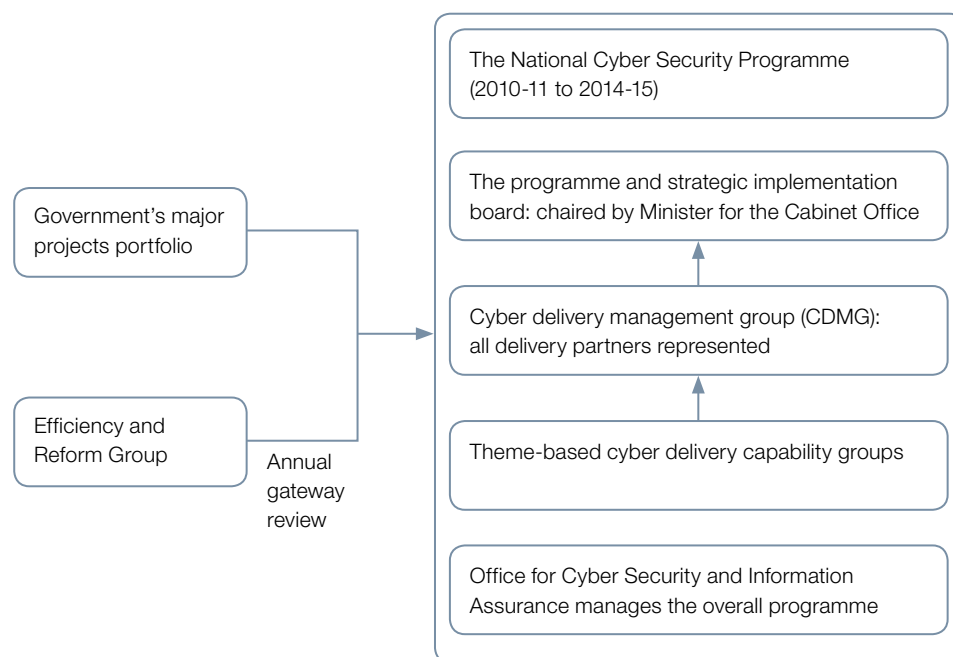 The National Cyber Security Programme
(2010-11 to 2014-15)
The programme and strategic implementation
board: chaired by Minister for the Cabinet Office
Government’s major
projects portfolio
Cyber delivery management group (CDMG):
all delivery partners represented
Efficiency and
Reform Group
Annual
gateway
review
Theme-based cyber delivery capability groups
Office for Cyber Security and Information
Assurance manages the overall programme